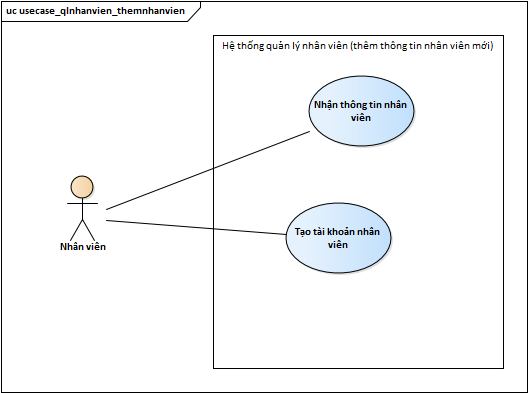 uc usecase_qlnhanvien_themnhanvien
Hệ thống quản lý nhân viên (thêm thông tin nhân viên mới)
Nhận thông tin nhân
viên
Nhân viên
Tạo tài khoản nhân
viên